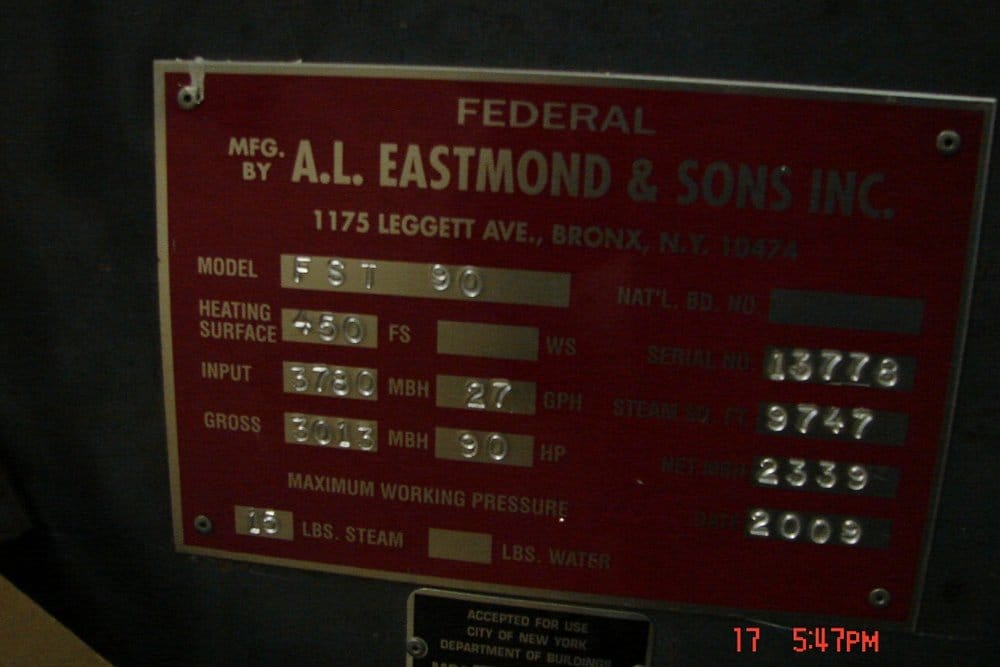 FEDERAL
MFG. BY A.L. EASTMOND & SONS INC.
1175 LEGGETT AVE., BRONX, N.Y. 10474
MODEL FST 90 NAT'L. BD. NO.
HEATING SURFACE 450 FS WS SERIAL NO. 13778
INPUT 3780 MBH 27 GPH STEAM SQ. FT. 9747
GROSS 3013 MBH 90 HP NET MBH 2339
MAXIMUM WORKING PRESSURE DATE 2009
15 LBS. STEAM LBS. WATER
ACCEPTED FOR USE
CITY OF NEW YORK
DEPARTMENT OF BUILDINGS
17 5:47PM